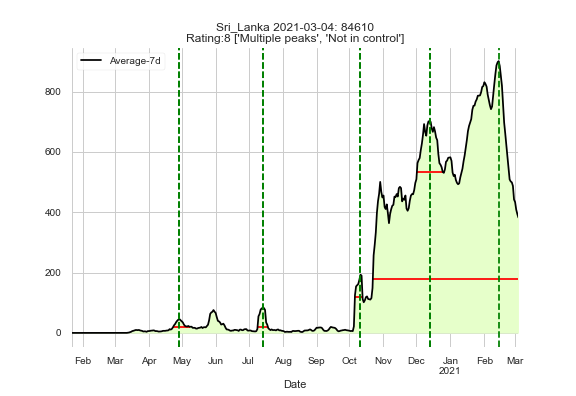 Sri_Lanka 2021-03-04: 84610
Rating:8 ['Multiple peaks', 'Not in control']
Average-7d
800
600
400
200
0
Feb Mar Apr May Jun Jul Aug Sep Oct Nov Dec Jan Feb Mar
2021
Date